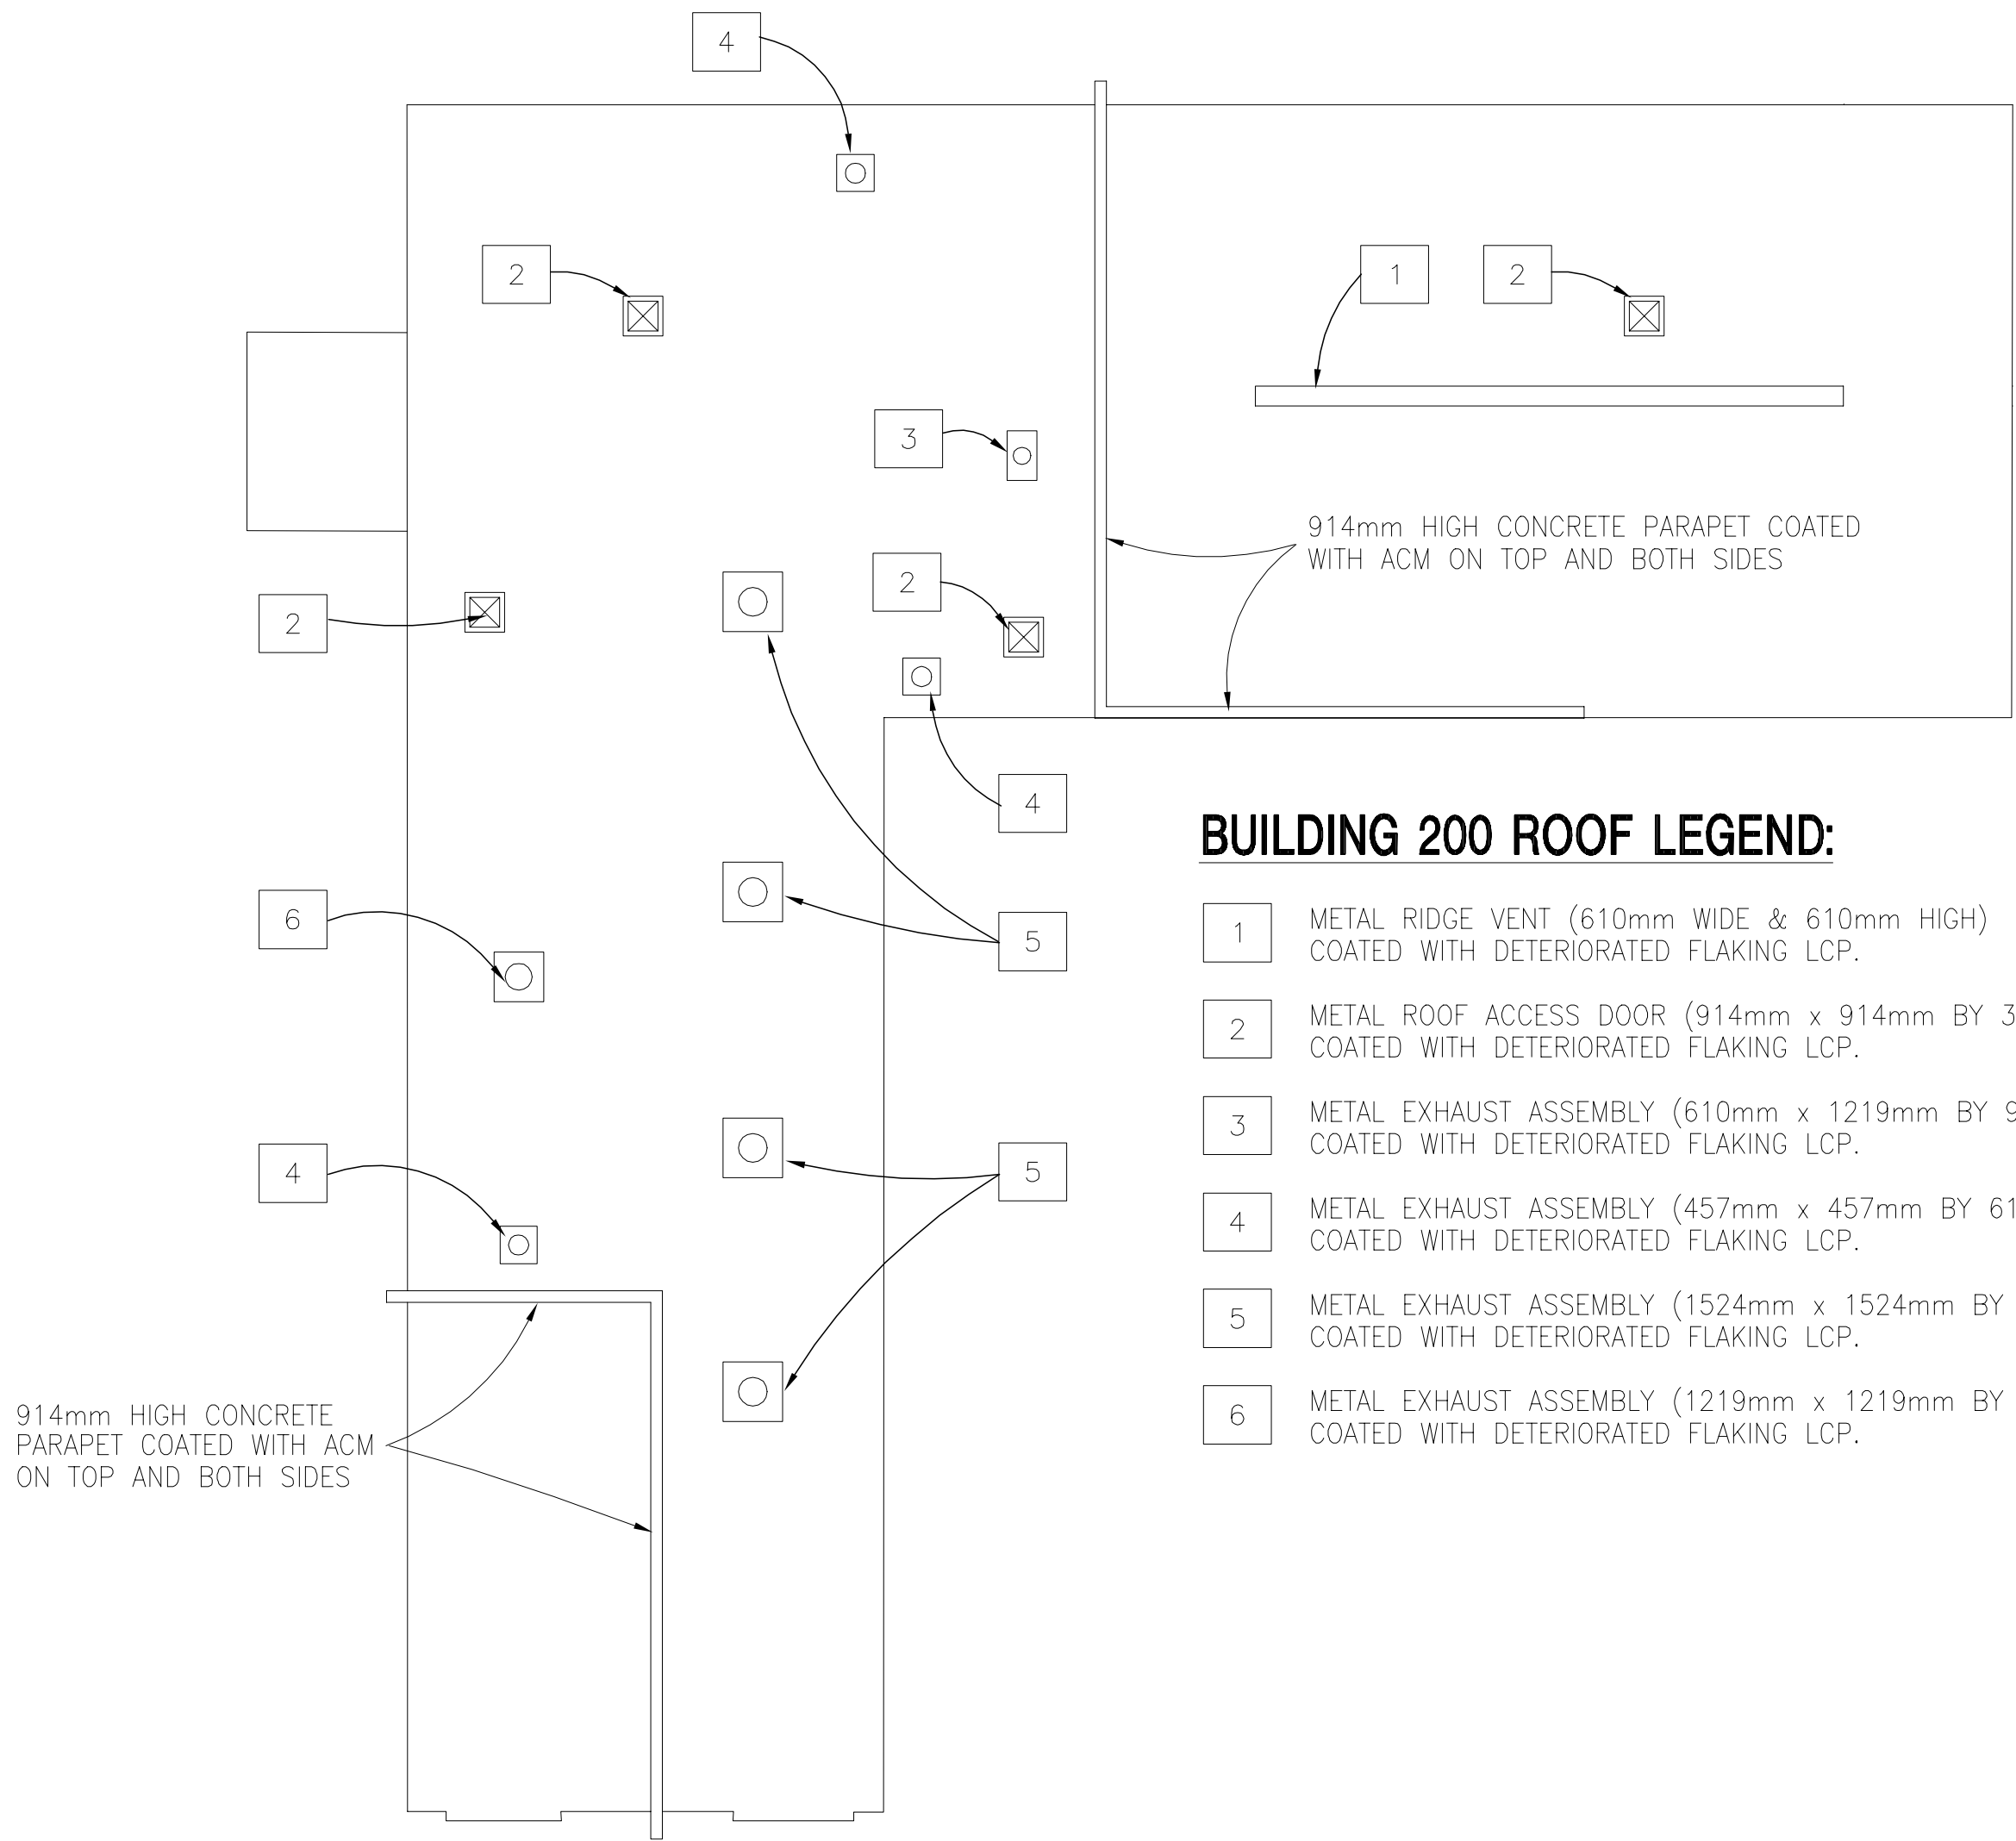 4
2
1
2
3
914mm HIGH CONCRETE PARAPET COATED
WITH ACM ON TOP AND BOTH SIDES
2
2
4
BUILDING 200 ROOF LEGEND:
6
5
4
5
914mm HIGH CONCRETE
PARAPET COATED WITH ACM
ON TOP AND BOTH SIDES
1
METAL RIDGE VENT (610mm WIDE & 610mm HIGH)
COATED WITH DETERIORATED FLAKING LCP.
2
METAL ROOF ACCESS DOOR (914mm x 914mm BY 3
COATED WITH DETERIORATED FLAKING LCP.
3
METAL EXHAUST ASSEMBLY (610mm x 1219mm BY 9
COATED WITH DETERIORATED FLAKING LCP.
4
METAL EXHAUST ASSEMBLY (457mm x 457mm BY 61
COATED WITH DETERIORATED FLAKING LCP.
5
METAL EXHAUST ASSEMBLY (1524mm x 1524mm BY
COATED WITH DETERIORATED FLAKING LCP.
6
METAL EXHAUST ASSEMBLY (1219mm x 1219mm BY
COATED WITH DETERIORATED FLAKING LCP.